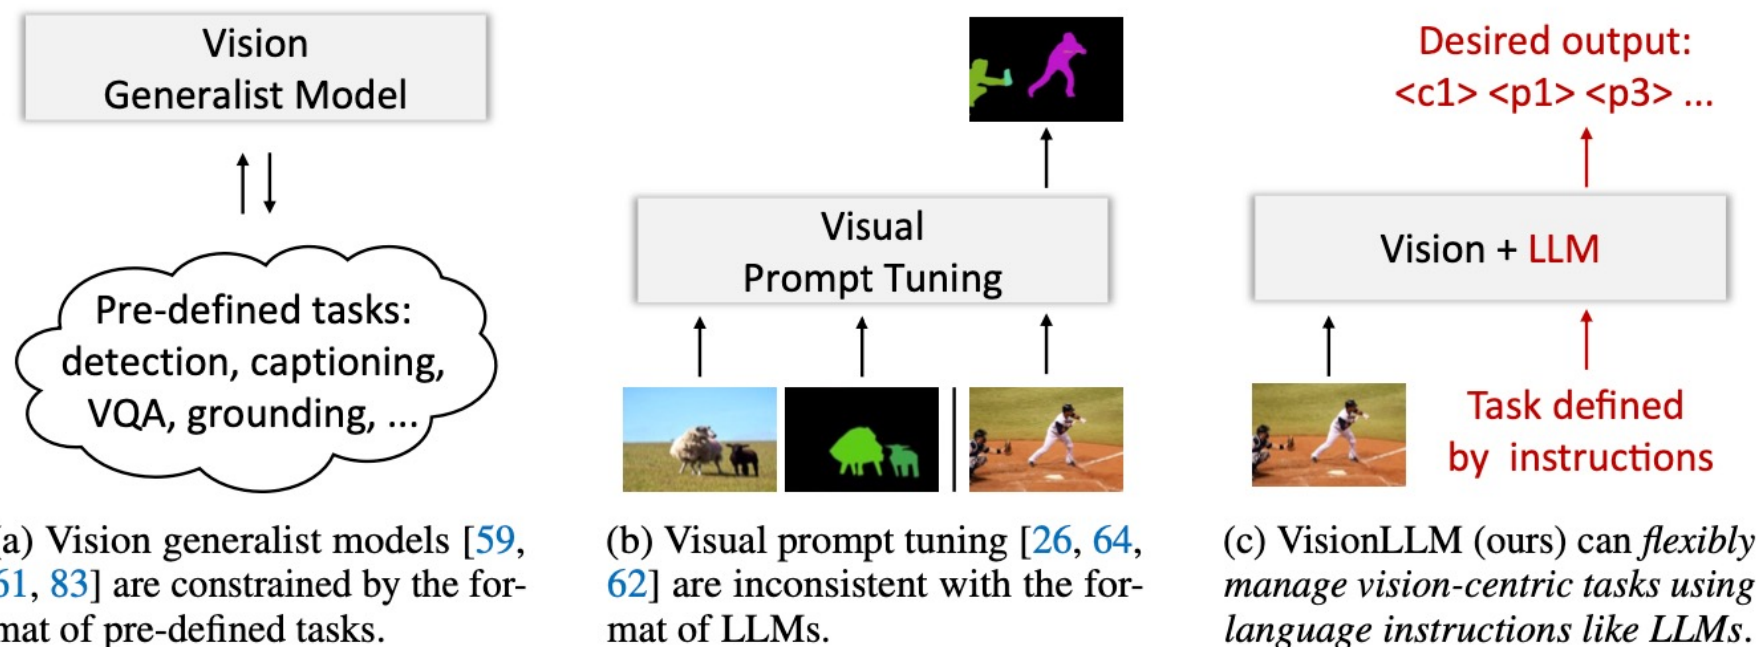 Vision
Generalist Model
Pre-defined tasks:
detection, captioning,
VQA, grounding, ...
a) Vision generalist models [59,
61, 83] are constrained by the for-
mat of pre-defined tasks.
Visual
Prompt Tuning
(b) Visual prompt tuning [26, 64,
62] are inconsistent with the for-
mat of LLMs.
Desired output:
<c1> <p1> <p3> ...
Vision + LLM
Task defined
by instructions
(c) VisionLLM (ours) can flexibly
manage vision-centric tasks using
language instructions like LLMs.